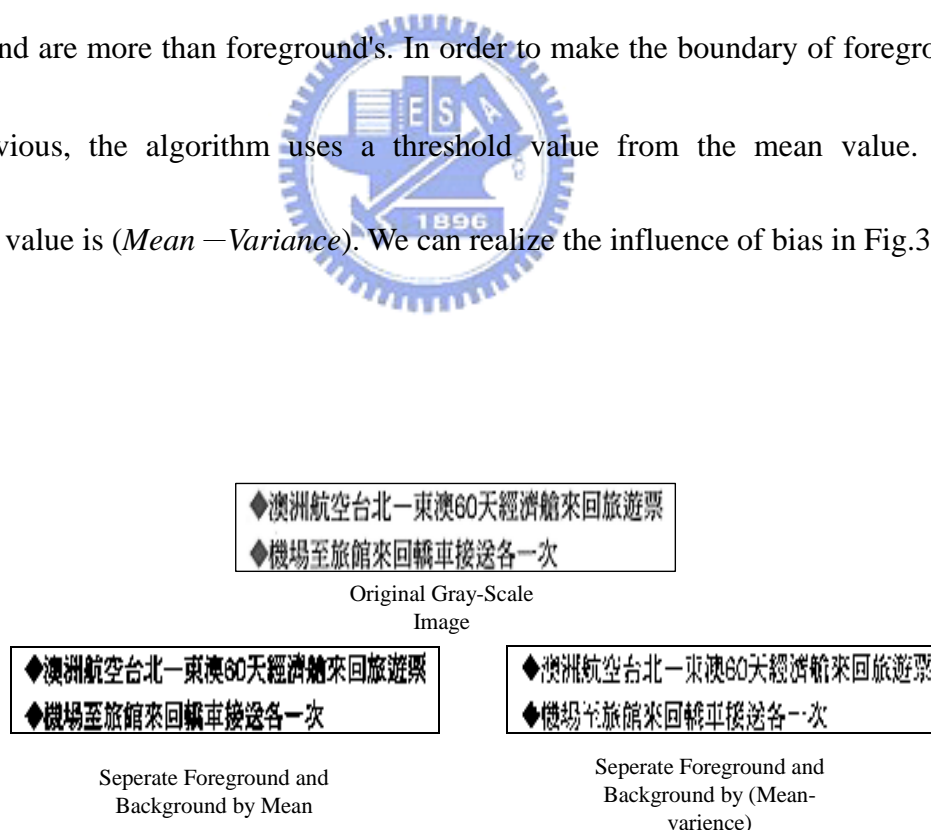 nd are more than foreground's. In order to make the boundary of foregro
vious, the algorithm uses a threshold value from the mean value.
value is (Mean －Variance). We can realize the influence of bias in Fig.3
E S A
1896
◆澳洲航空台北一東澳60天經濟艙來回旅遊票
◆機場至旅館來回轎車接送各一次
Original Gray-Scale
Image
◆澳洲航空台北一東澳60天經濟艙來回旅遊票
◆機場至旅館來回轎車接送各一次
Seperate Foreground and
Background by Mean
◆澳洲航空台北一東澳60天經濟艙來回旅遊票
◆機場至旅館來回轎車接送各一次
Seperate Foreground and
Background by (Mean-
varience)